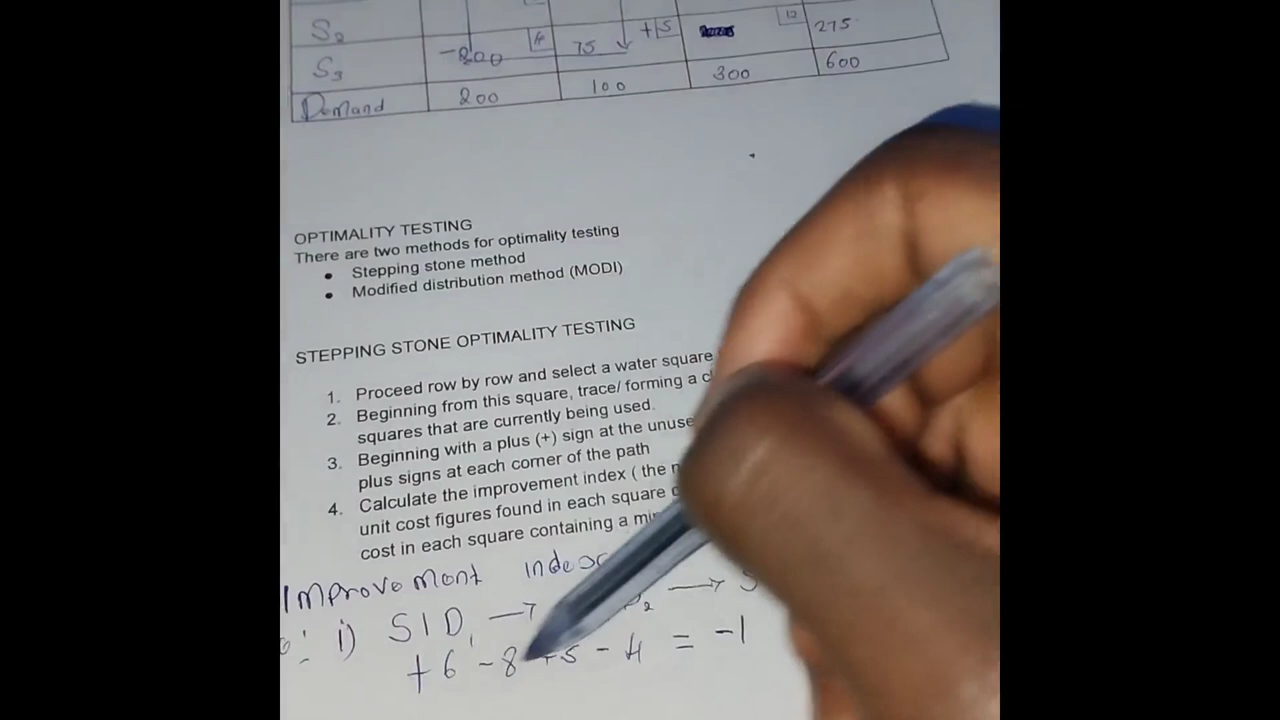 S2 12 275
S3 -200 4 75 +5
Demand 200 100 300 600
OPTIMALITY TESTING
There are two methods for optimality testing
● Stepping stone method
● Modified distribution method (MODI)
STEPPING STONE OPTIMALITY TESTING
1. Proceed row by row and select a water square
2. Beginning from this square, trace/ forming a
squares that are currently being used.
3. Beginning with a plus (+) sign at the
plus signs at each corner of the path
4. Calculate the improvement index ( the
unit cost figures found in each square
cost in each square containing a
Improvement
i) S1D1 → → S
+6 -8 +5 - 4 = -1